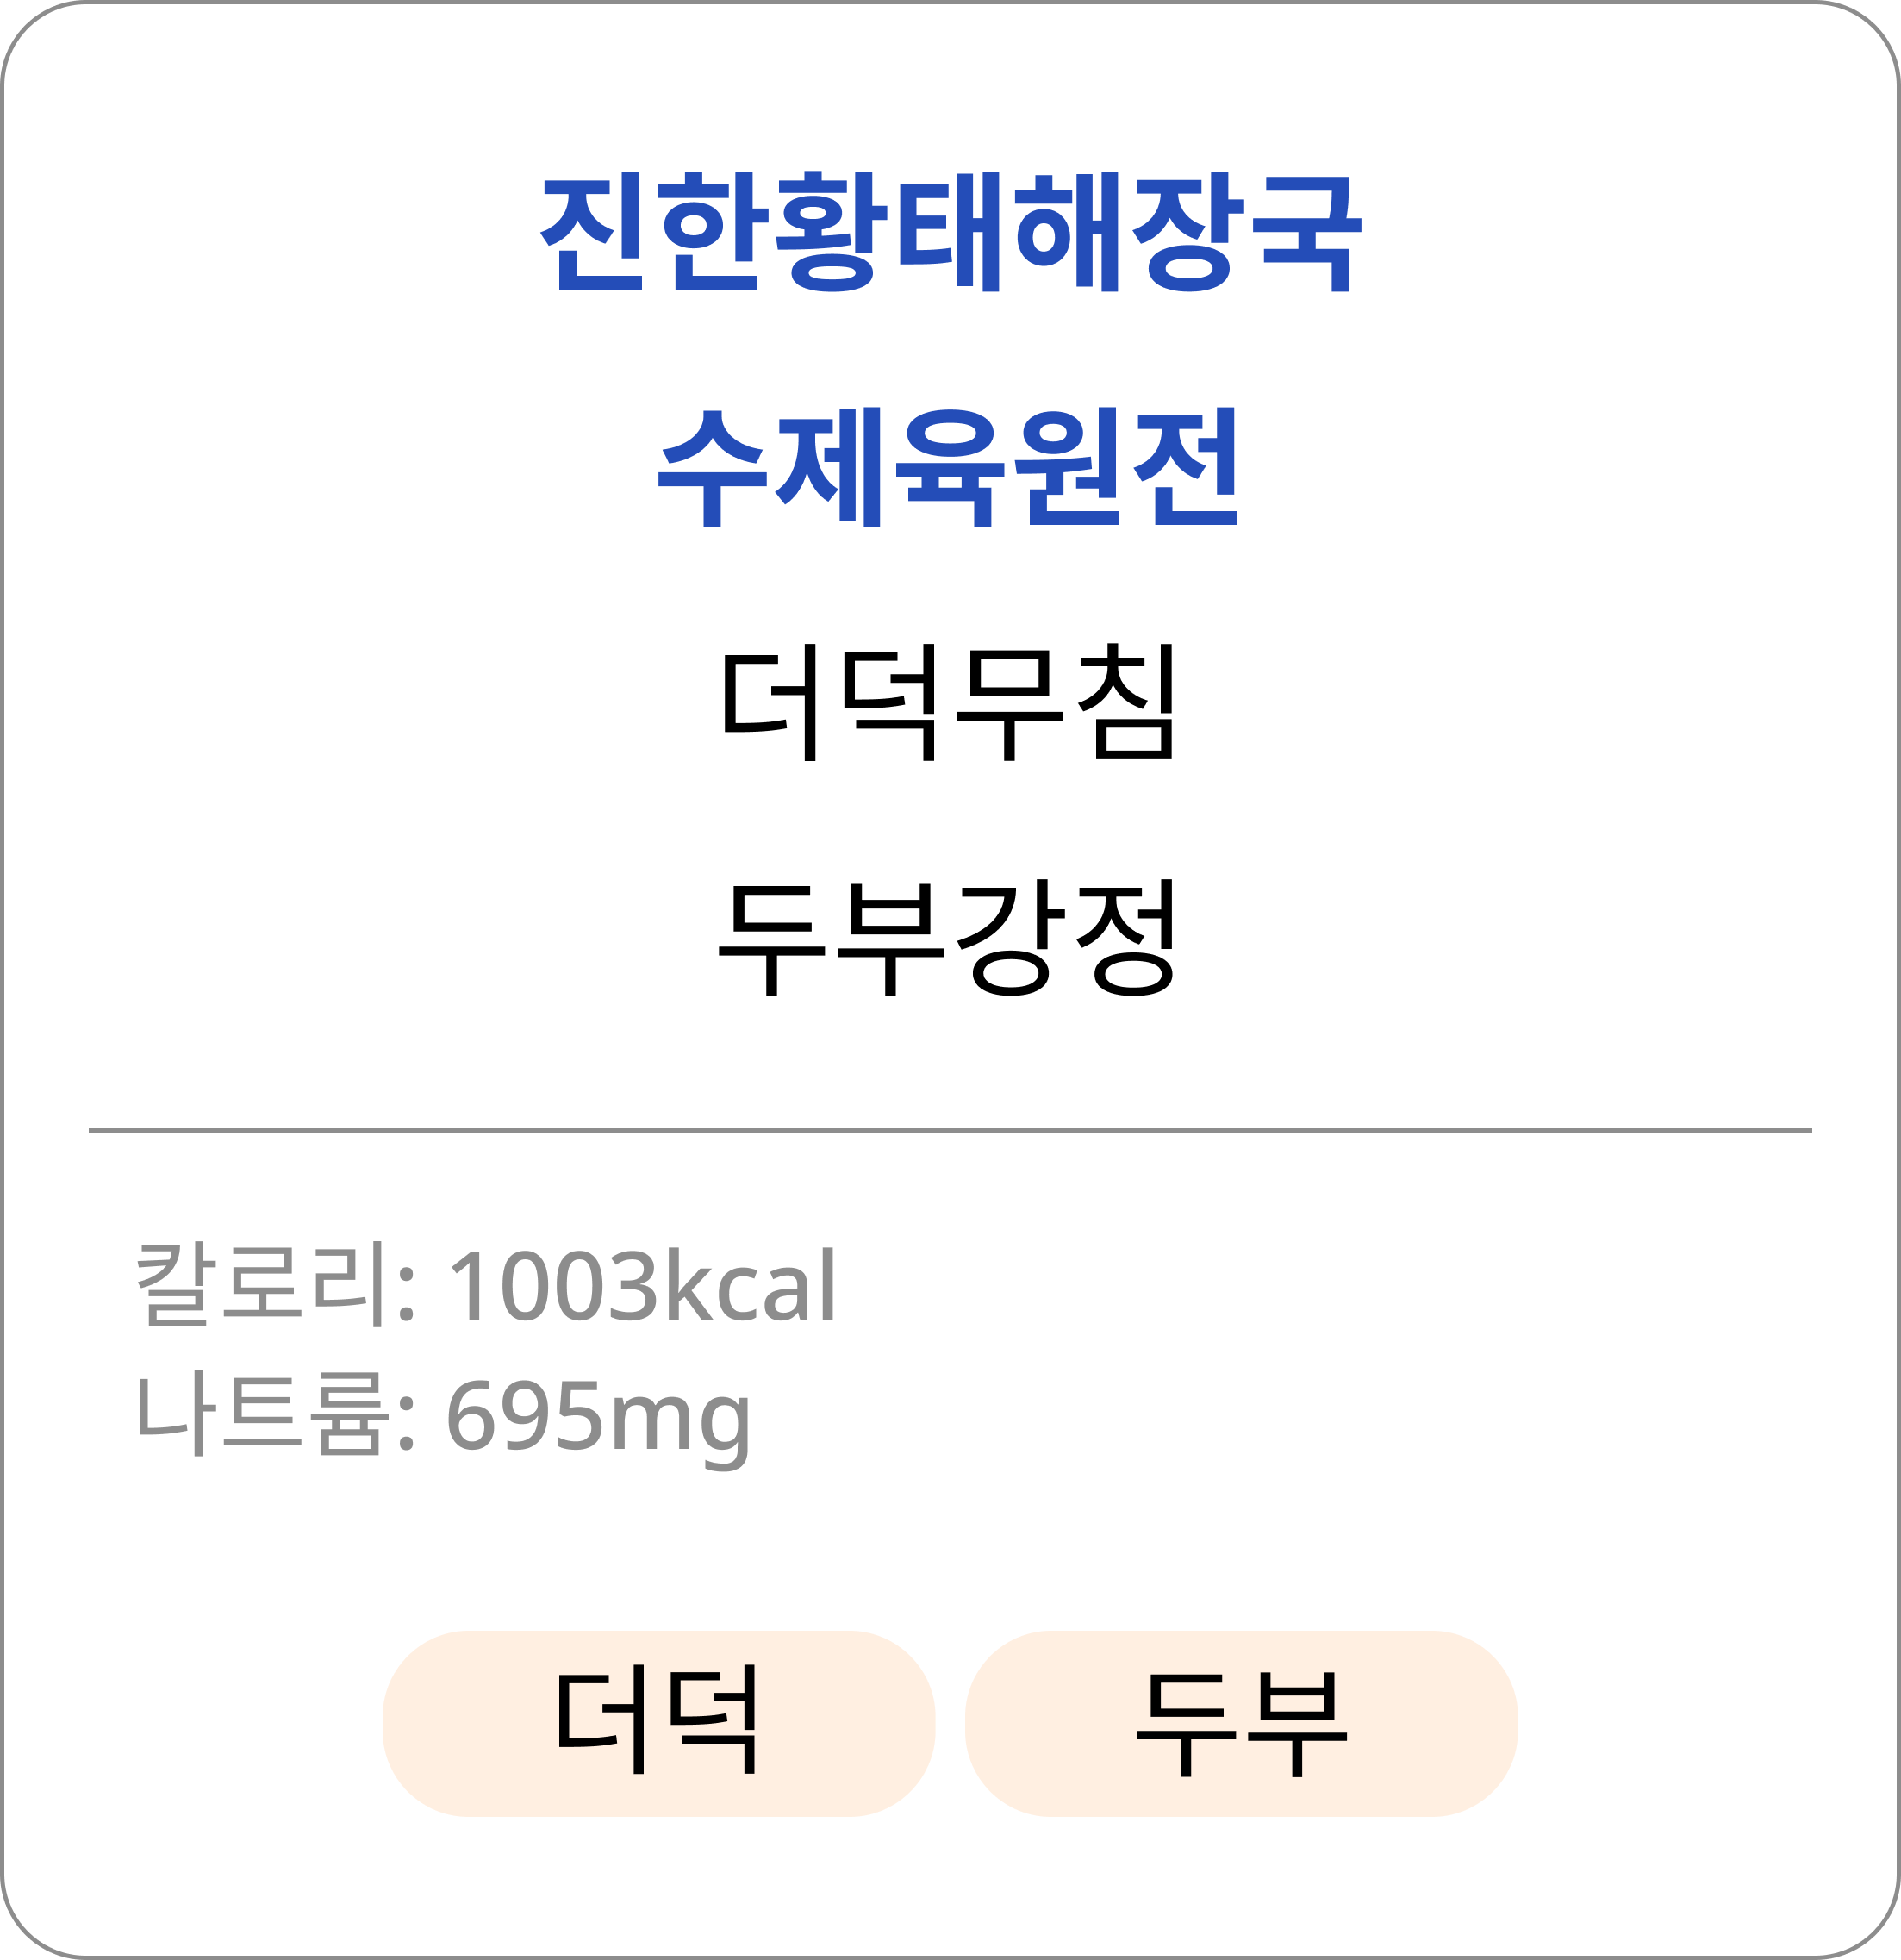 진한황태해장국
수제육원전
더덕무침
두부강정
칼로리: 1003kcal
나트륨: 695mg
더덕
두부